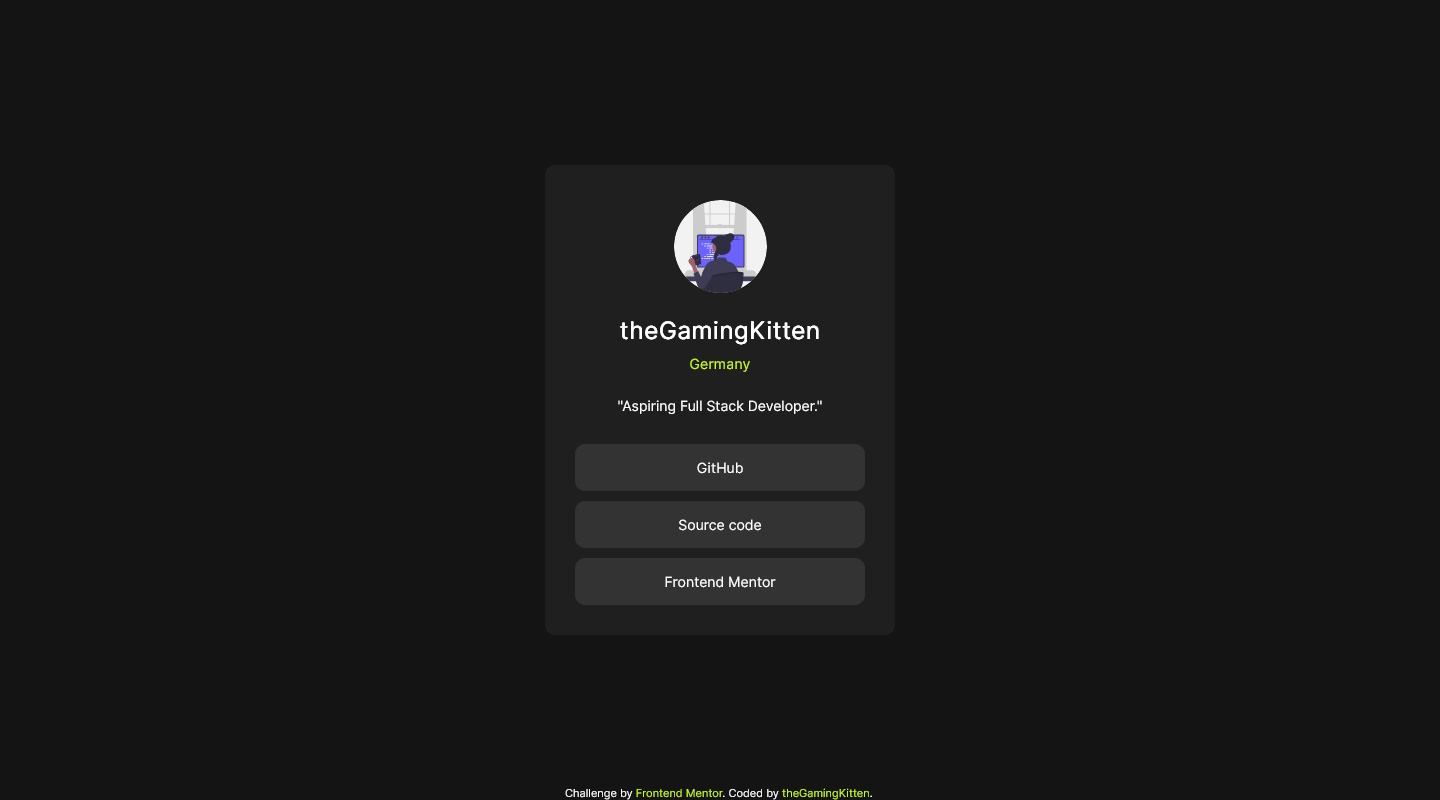 theGamingKitten
Germany
"Aspiring Full Stack Developer."
GitHub
Source code
Frontend Mentor
Challenge by Frontend Mentor. Coded by theGamingKitten.